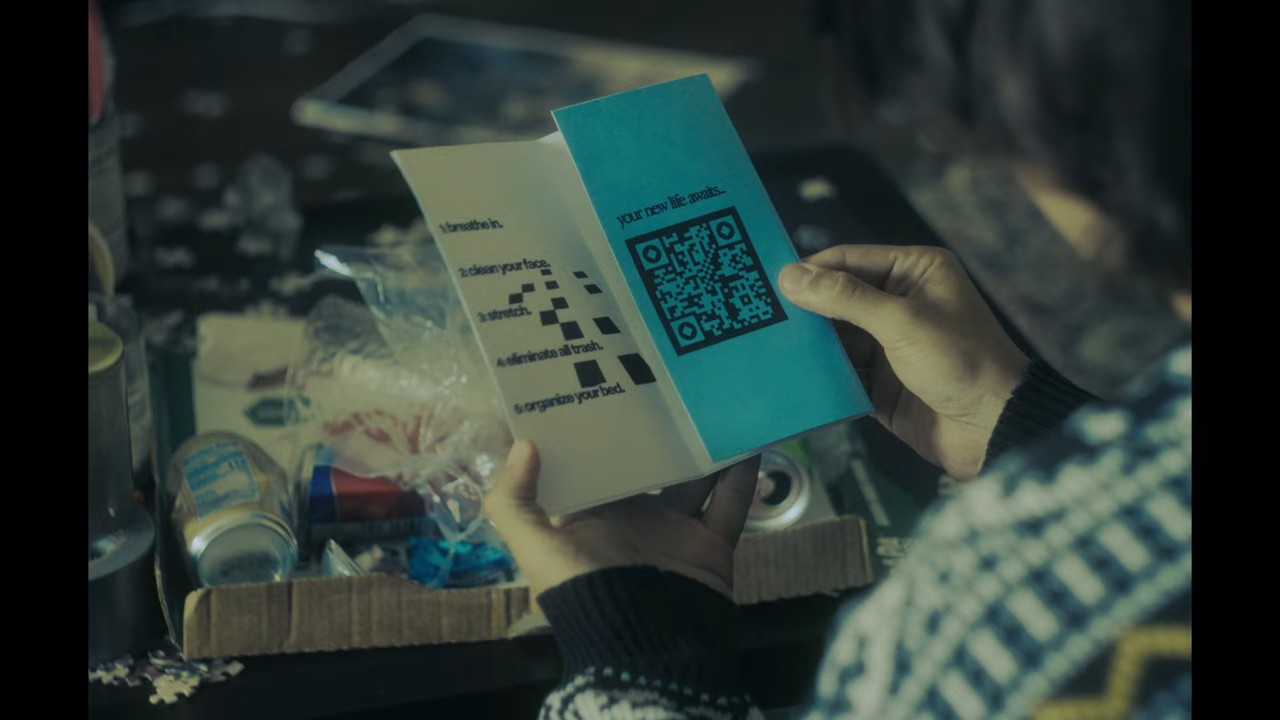 1: breathe in.
2: clean your face.
3: stretch.
4: eliminate all trash.
5: organize your bed.
your new life awaits...